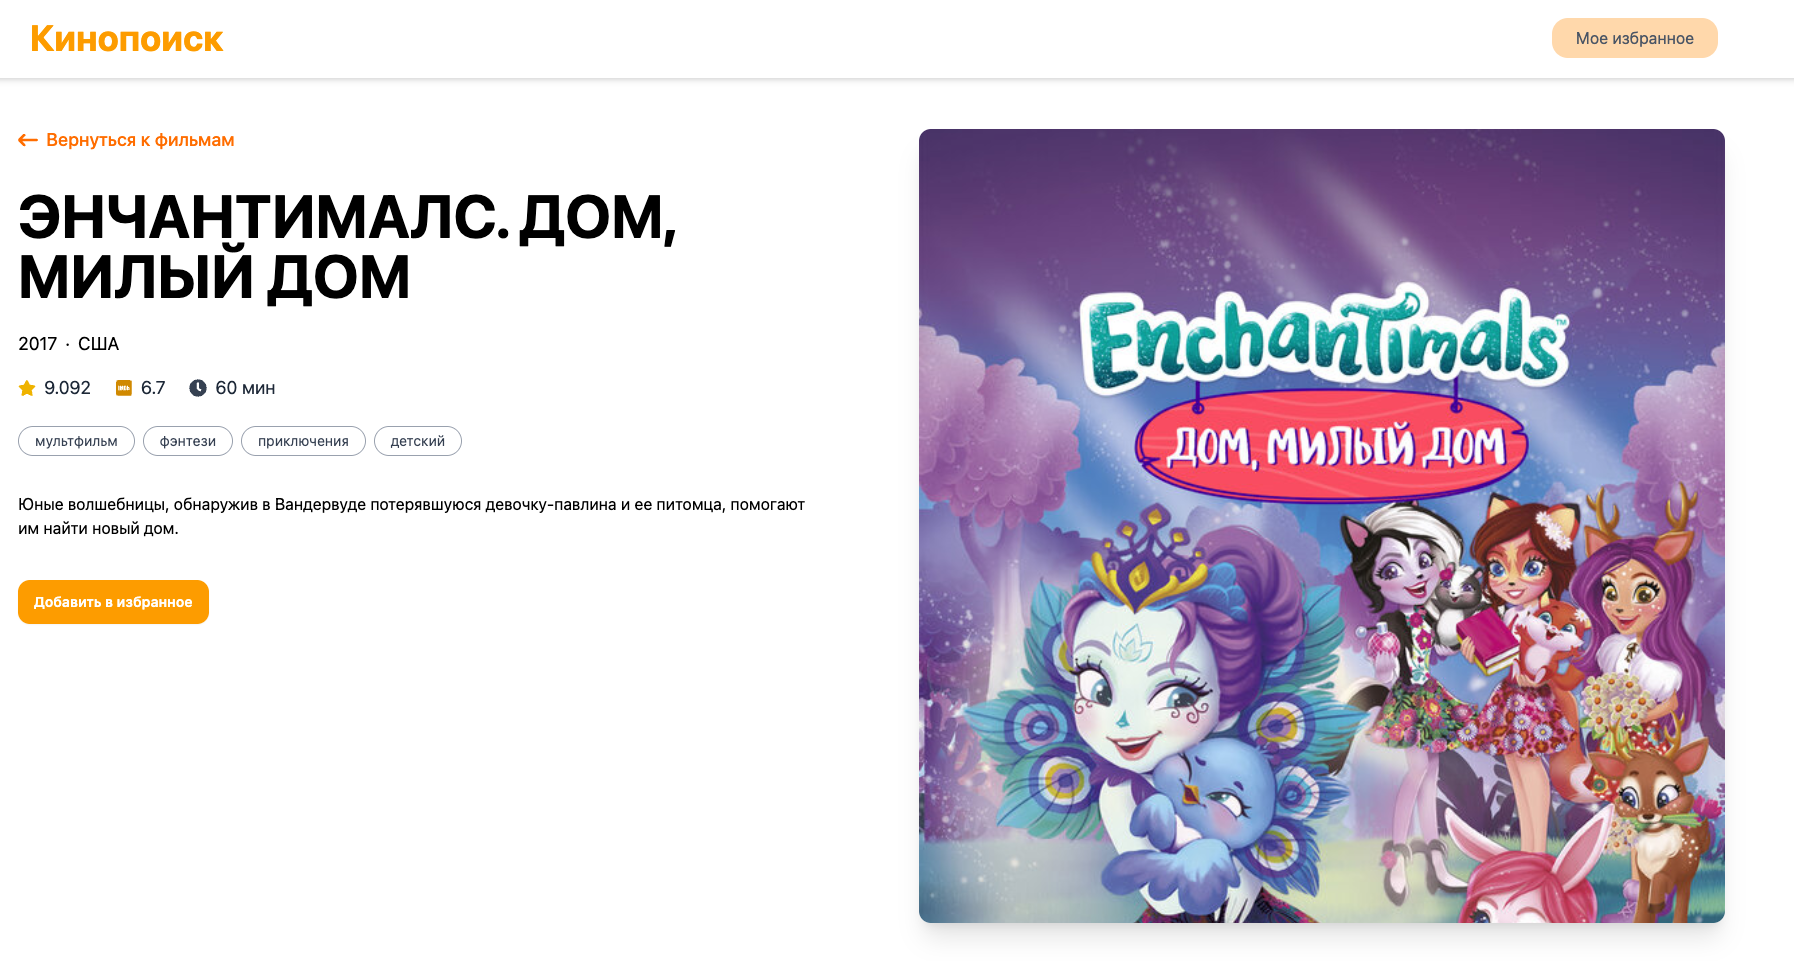 Кинопоиск
Мое избранное
Вернуться к фильмам
ЭНЧАНТИМАЛС. ДОМ,
МИЛЫЙ ДОМ
2017 · США
9.092 IMDb 6.7 60 мин
мультфильм фэнтези приключения детский
Юные волшебницы, обнаружив в Вандервуде потерявшуюся девочку-павлина и ее питомца, помогают
им найти новый дом.
Добавить в избранное
Enchantimals™
ДОМ, МИЛЫЙ ДОМ